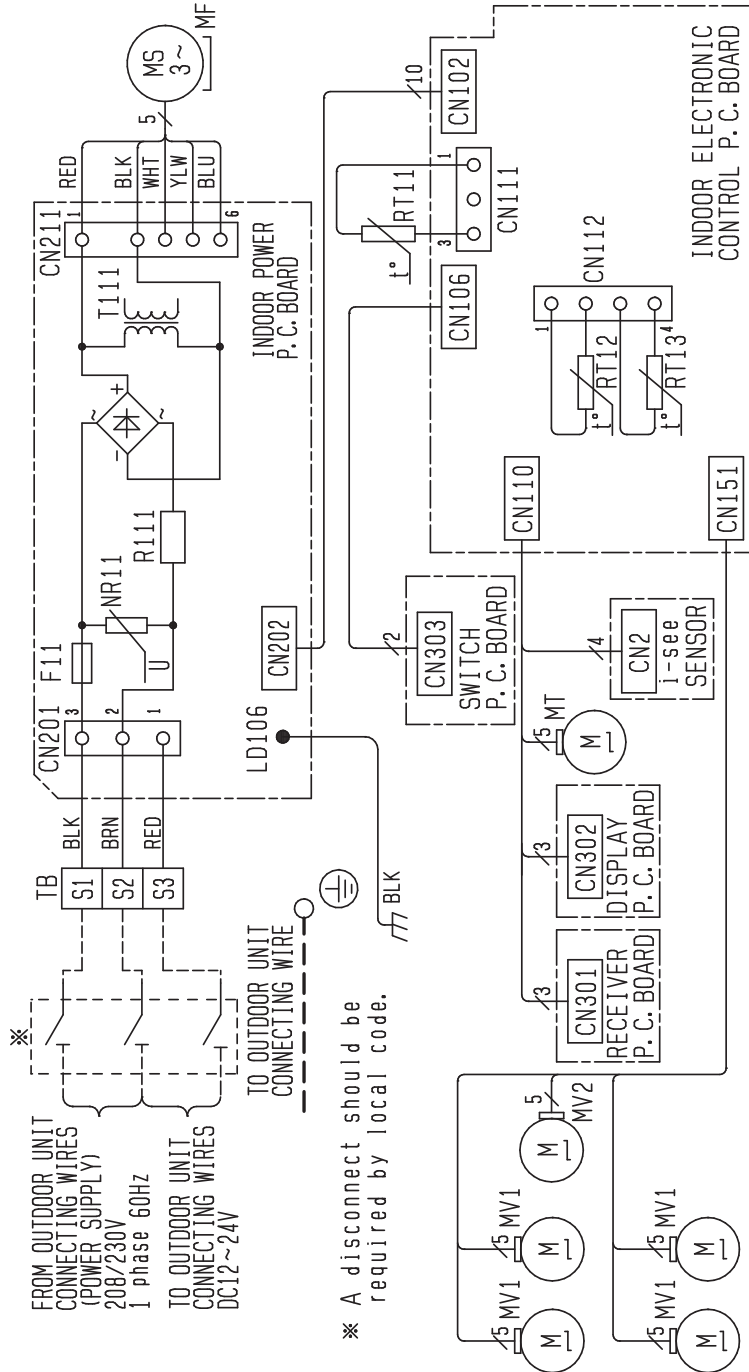 FROM OUTDOOR UNIT
CONNECTING WIRES
(POWER SUPPLY)
208/230V
1 phase 60HZ
TO OUTDOOR UNIT
CONNECTING WIRES
DC12~24V
※
TB
S1
S2
S3
BLK
BRN
RED
CN201
3
2
1
F11
NR11
U
R111
~
+
−
~
T111
CN211
1
6
RED
BLK
WHT
YLW
BLU
5
MS
3~
MF
INDOOR POWER
P.C.BOARD
LD106
CN202
TO OUTDOOR UNIT
CONNECTING WIRE
BLK
※ A disconnect should be
required by local code.
10
CN102
1
RT11
t°
3
CN111
CN106
2
CN303
SWITCH
P.C.BOARD
CN112
1
t°
RT12
t°
RT13
4
INDOOR ELECTRONIC
CONTROL P.C.BOARD
CN110
CN151
4
CN2
i-see
SENSOR
5
MT
M
3
CN302
DISPLAY
P.C.BOARD
3
CN301
RECEIVER
P.C.BOARD
5
MV2
M
5
MV1
M
5
MV1
M
5
MV1
M
5
MV1
M